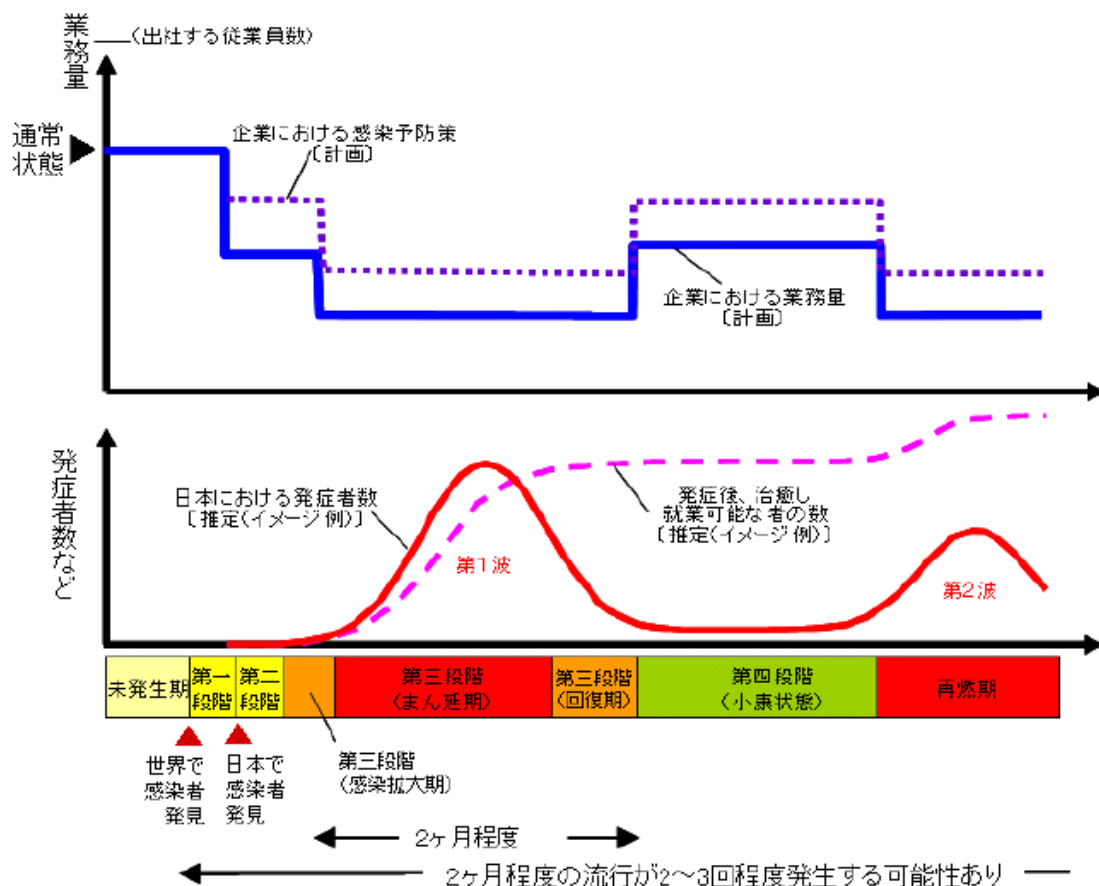 業務量
（出社する従業員数）
通常
状態
企業における感染予防策
〔計画〕
企業における業務量
〔計画〕
発症者数など
日本における発症者数
〔推定（イメージ例）〕
発症後、治癒し
就業可能な者の数
〔推定（イメージ例）〕
第1波
第2波
未発生期
第一
段階
第二
段階
第三段階
（まん延期）
第三段階
（回復期）
第四段階
（小康状態）
再燃期
世界で
感染者
発見
日本で
感染者
発見
第三段階
（感染拡大期）
2ヶ月程度
2ヶ月程度の流行が2～3回程度発生する可能性あり